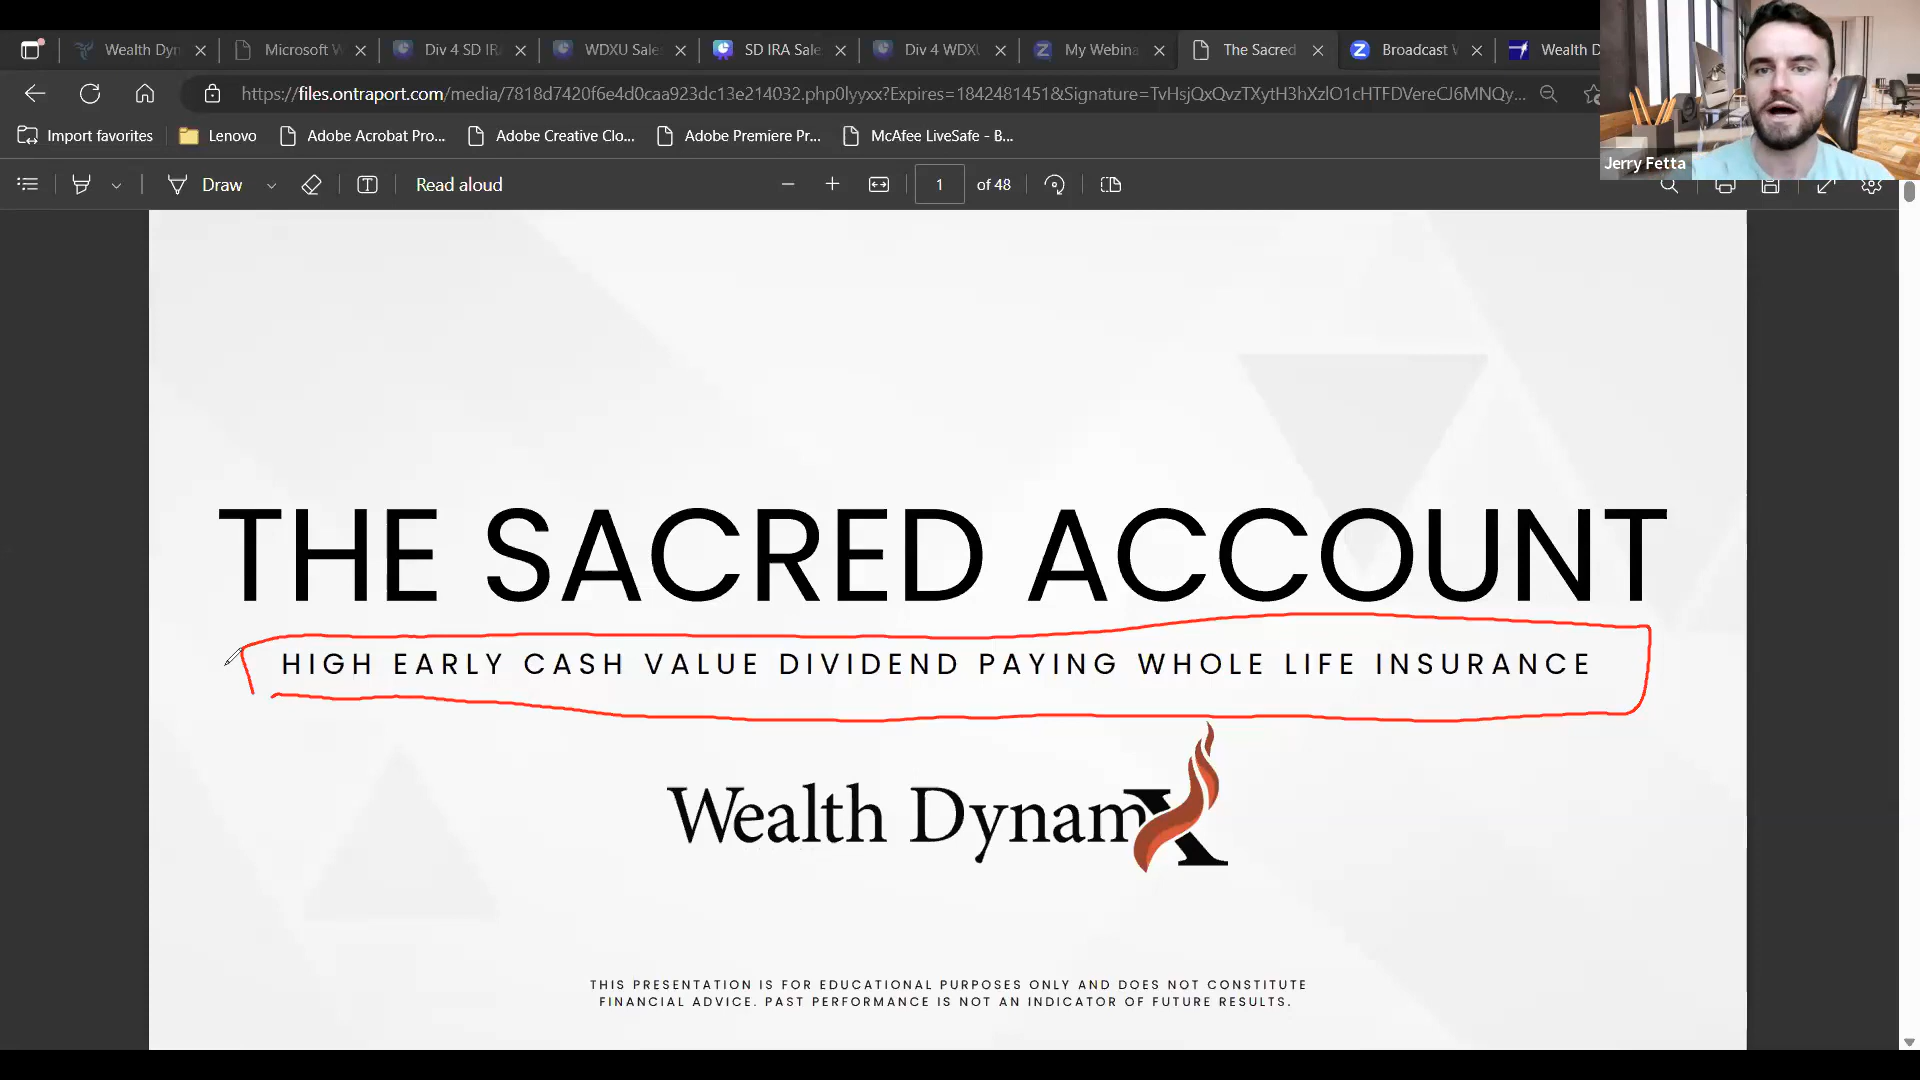 Wealth Dyn
Microsoft W
Div 4 SD IR
WDXU Sale
SD IRA Sale
Div 4 WDX
My Webina
The Sacred
Broadcast
Wealth D
https://files.ontraport.com/media/7818d7420f6e4d0caa923dc13e214032.php0lyyxx?Expires=1842481451&Signature=TvHsjQxQvzTXytH3hXzlO1cHTFDVereCJ6MNQy...
Import favorites
Lenovo
Adobe Acrobat Pro...
Adobe Creative Clo...
Adobe Premiere Pr...
McAfee LiveSafe - B...
Jerry Fetta
Draw
Read aloud
1 of 48
THE SACRED ACCOUNT
HIGH EARLY CASH VALUE DIVIDEND PAYING WHOLE LIFE INSURANCE
Wealth DynamX
THIS PRESENTATION IS FOR EDUCATIONAL PURPOSES ONLY AND DOES NOT CONSTITUTE
FINANCIAL ADVICE. PAST PERFORMANCE IS NOT AN INDICATOR OF FUTURE RESULTS.